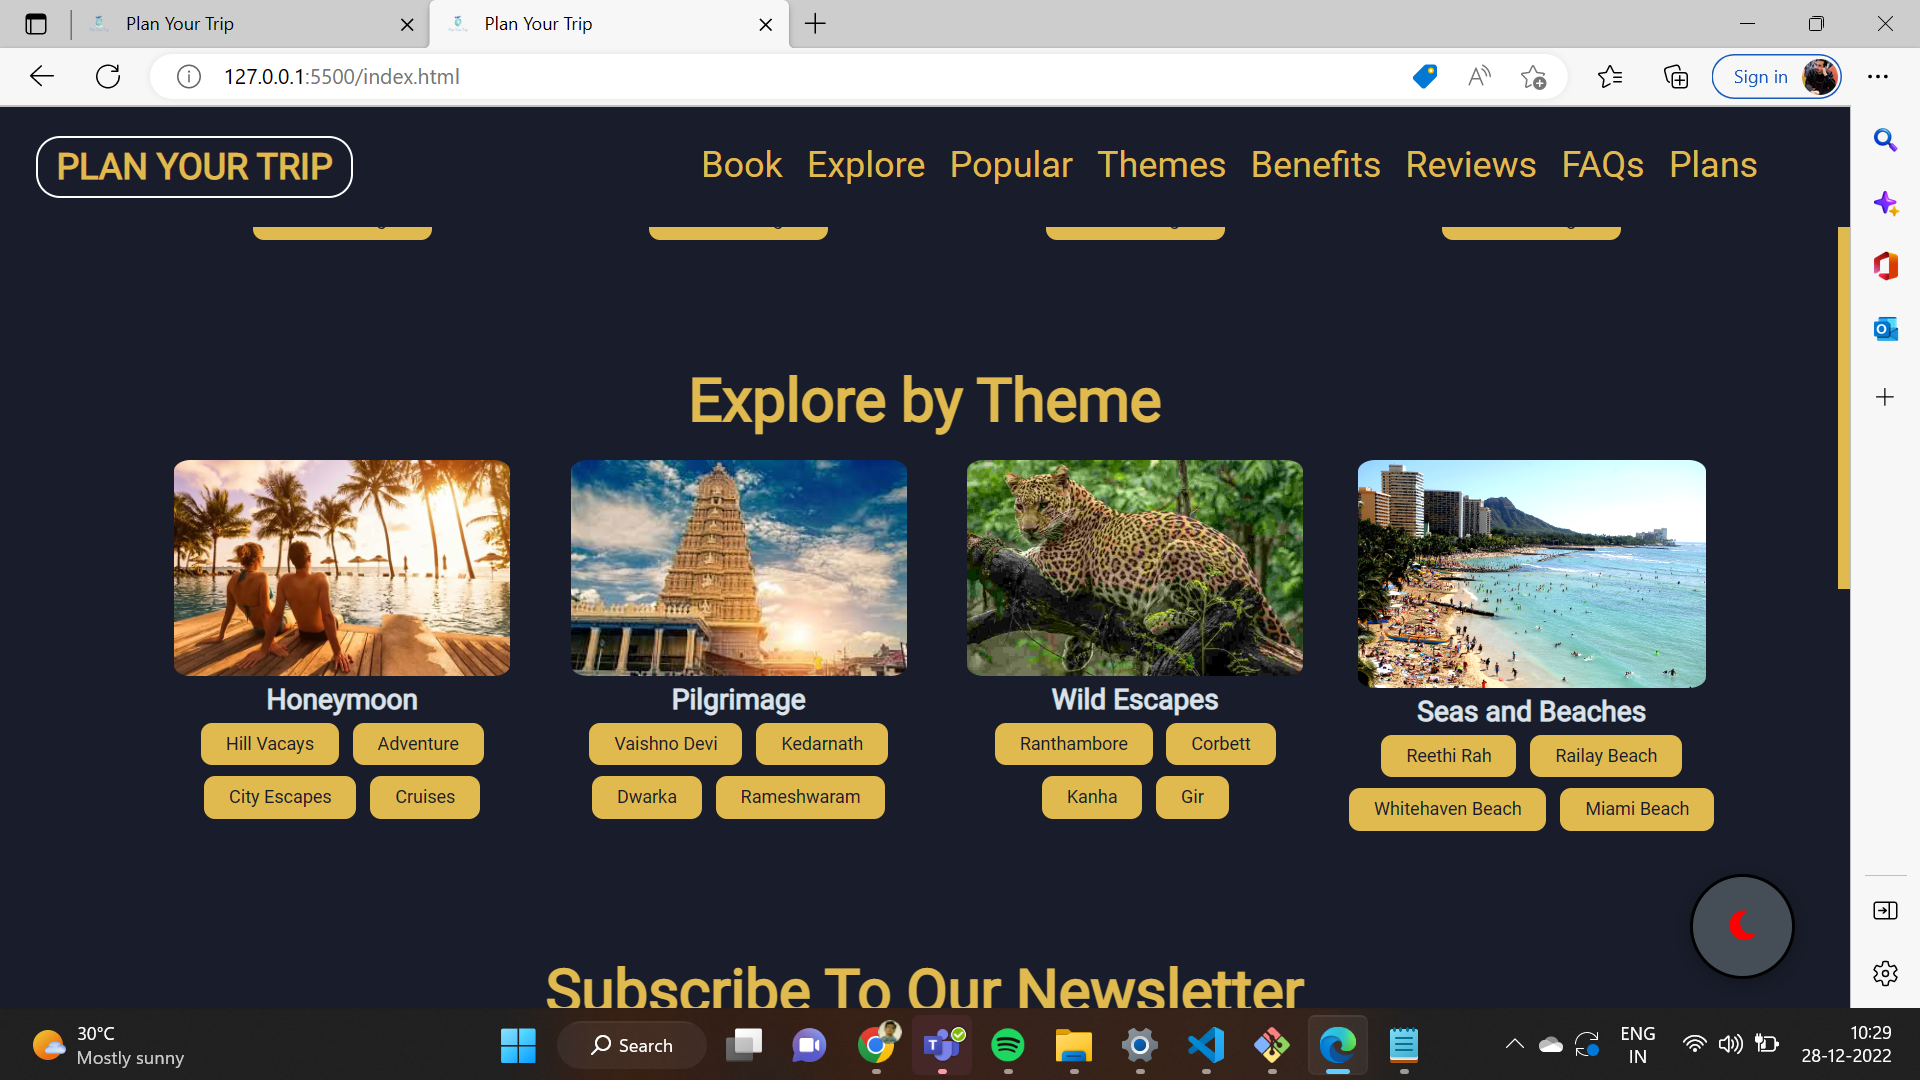 Plan Your Trip
Plan Your Trip
127.0.0.1:5500/index.html
Sign in
PLAN YOUR TRIP
Book Explore Popular Themes Benefits Reviews FAQs Plans
Explore by Theme
Honeymoon
Hill Vacays Adventure
City Escapes Cruises
Pilgrimage
Vaishno Devi Kedarnath
Dwarka Rameshwaram
Wild Escapes
Ranthambore Corbett
Kanha Gir
Seas and Beaches
Reethi Rah Railay Beach
Whitehaven Beach Miami Beach
Subscribe To Our Newsletter
30°C
Mostly sunny
Search
ENG
IN
10:29
28-12-2022